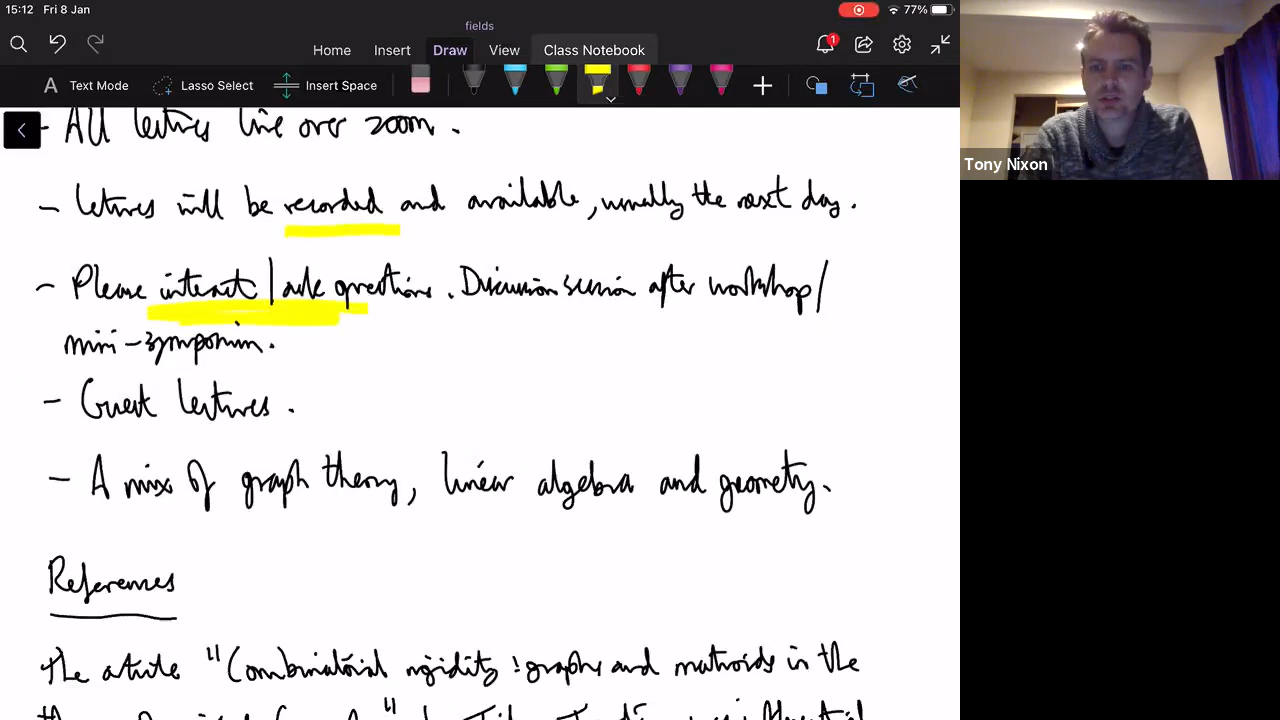 15:12 Fri 8 Jan
77%
fields
Home Insert Draw View Class Notebook
1
A Text Mode Lasso Select Insert Space
- All lectures live over zoom.
- lectures will be recorded and available, usually the next day.
- Please interact / ask questions. Discussion session after workshop/
mini-symposium.
- Guest lectures.
- A mix of graph theory, linear algebra and geometry.
References
The article "Combinatorial rigidity: graphs and matroids in the
Tony Nixon